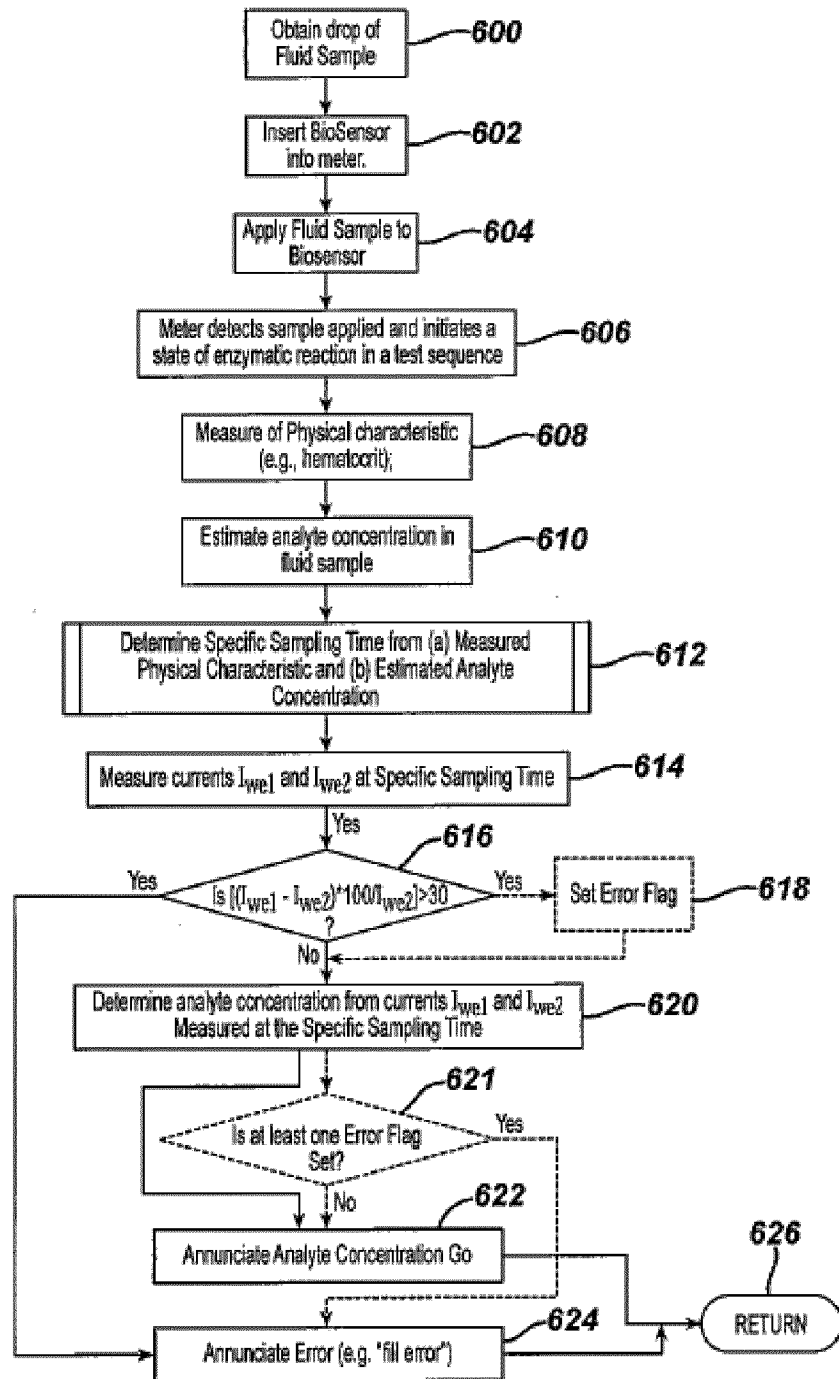 Obtain drop of
Fluid Sample
600
Insert BioSensor
into meter.
602
Apply Fluid Sample to
Biosensor
604
Meter detects sample applied and initiates a
state of enzymatic reaction in a test sequence
606
Measure of Physical characteristic
(e.g., hematocrit);
608
Estimate analyte concentration in
fluid sample
610
Determine Specific Sampling Time from (a) Measured
Physical Characteristic and (b) Estimated Analyte
Concentration
612
Measure currents Iwe1 and Iwe2 at Specific Sampling Time
614
Yes
616
Yes
Is [(Iwe1 - Iwe2)*100/Iwe2]>30
?
Yes
Set Error Flag
618
No
Determine analyte concentration from currents Iwe1 and Iwe2
Measured at the Specific Sampling Time
620
621
Is at least one Error Flag
Set?
Yes
No
622
Annunciate Analyte Concentration Go
626
RETURN
624
Annunciate Error (e.g. "fill error")